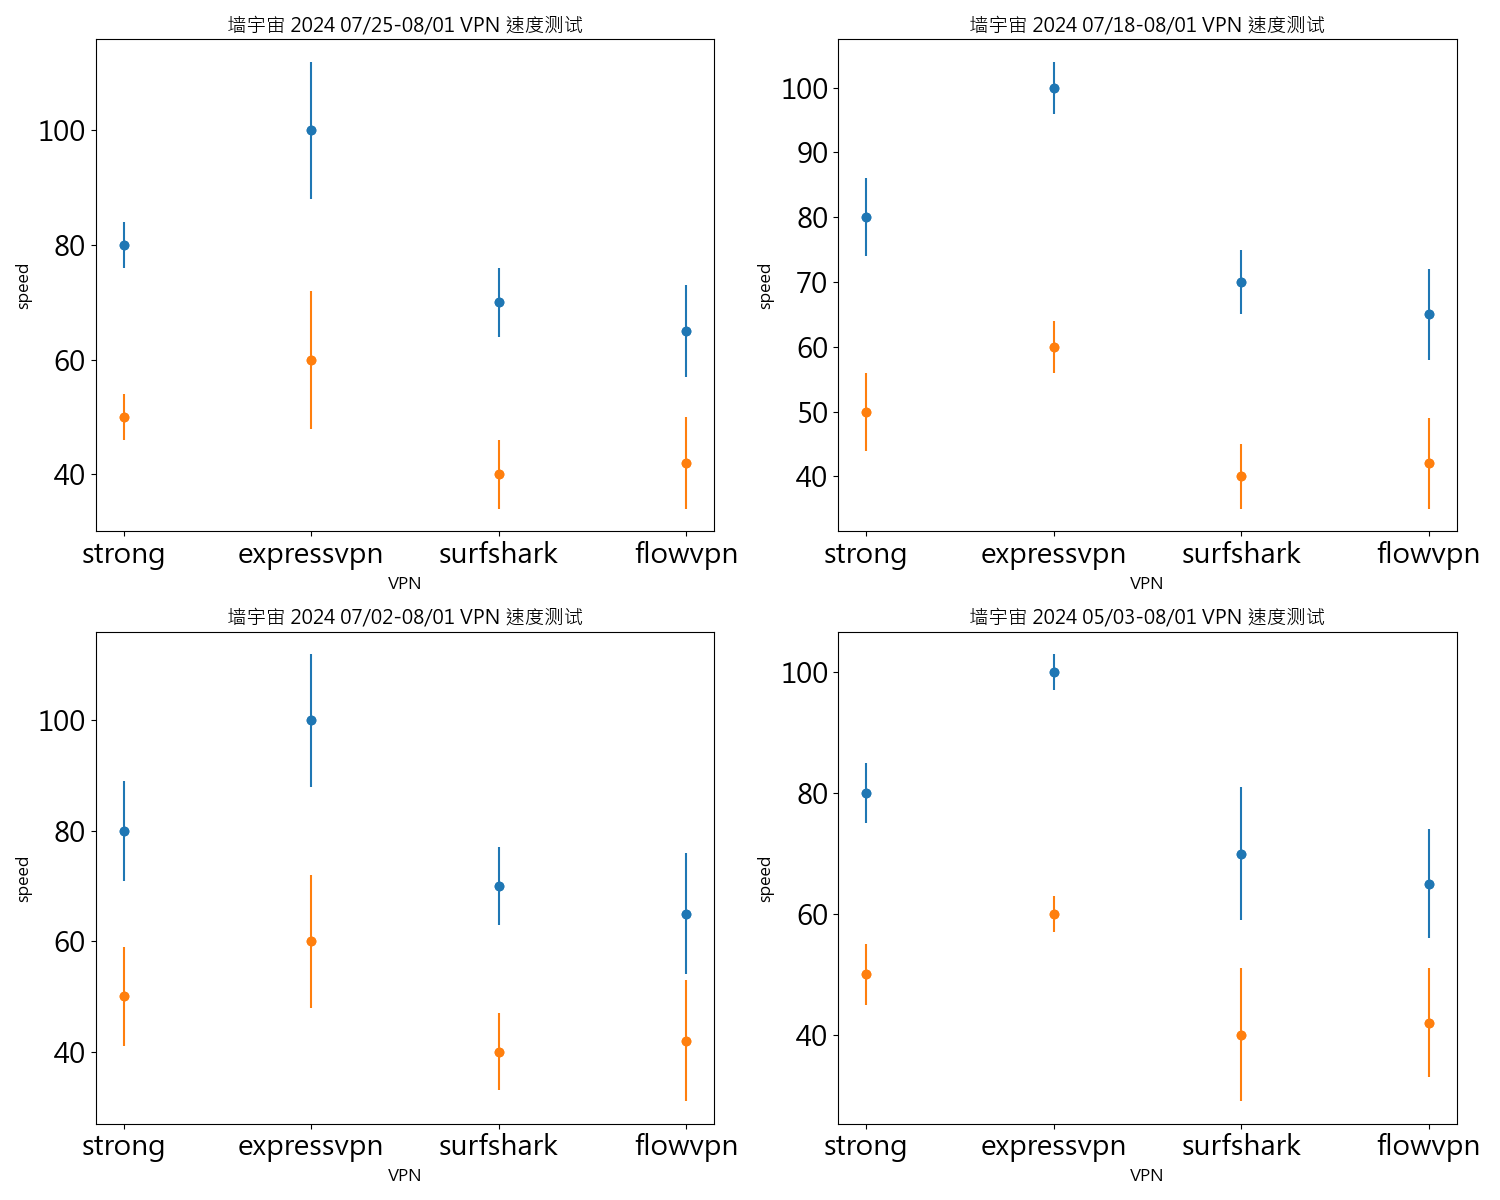 墙宇宙 2024 07/25-08/01 VPN 速度测试
100
80
60
40
speed
strong expressvpn surfshark flowvpn
VPN
墙宇宙 2024 07/18-08/01 VPN 速度测试
100
90
80
70
60
50
40
speed
strong expressvpn surfshark flowvpn
VPN
墙宇宙 2024 07/02-08/01 VPN 速度测试
100
80
60
40
speed
strong expressvpn surfshark flowvpn
VPN
墙宇宙 2024 05/03-08/01 VPN 速度测试
100
80
60
40
speed
strong expressvpn surfshark flowvpn
VPN